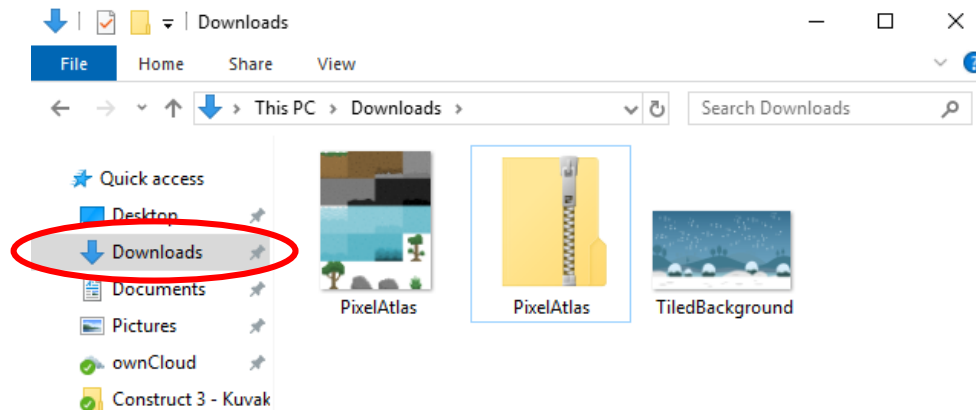 Downloads
File Home Share View
This PC > Downloads >
Search Downloads
Quick access
Desktop
Downloads
Documents
Pictures
ownCloud
Construct 3 - Kuvak
PixelAtlas
PixelAtlas
TiledBackground